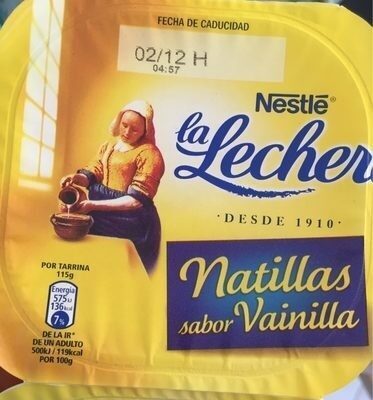 FECHA DE CADUCIDAD
02/12 H
04:57
Nestlé®
la Lecher
·DESDE 1910·
Natillas
sabor Vainilla
POR TARRINA
115g
Energía
575kJ
136kcal
7%
DE LA IR*
DE UN ADULTO
500kJ / 119kcal
POR 100g